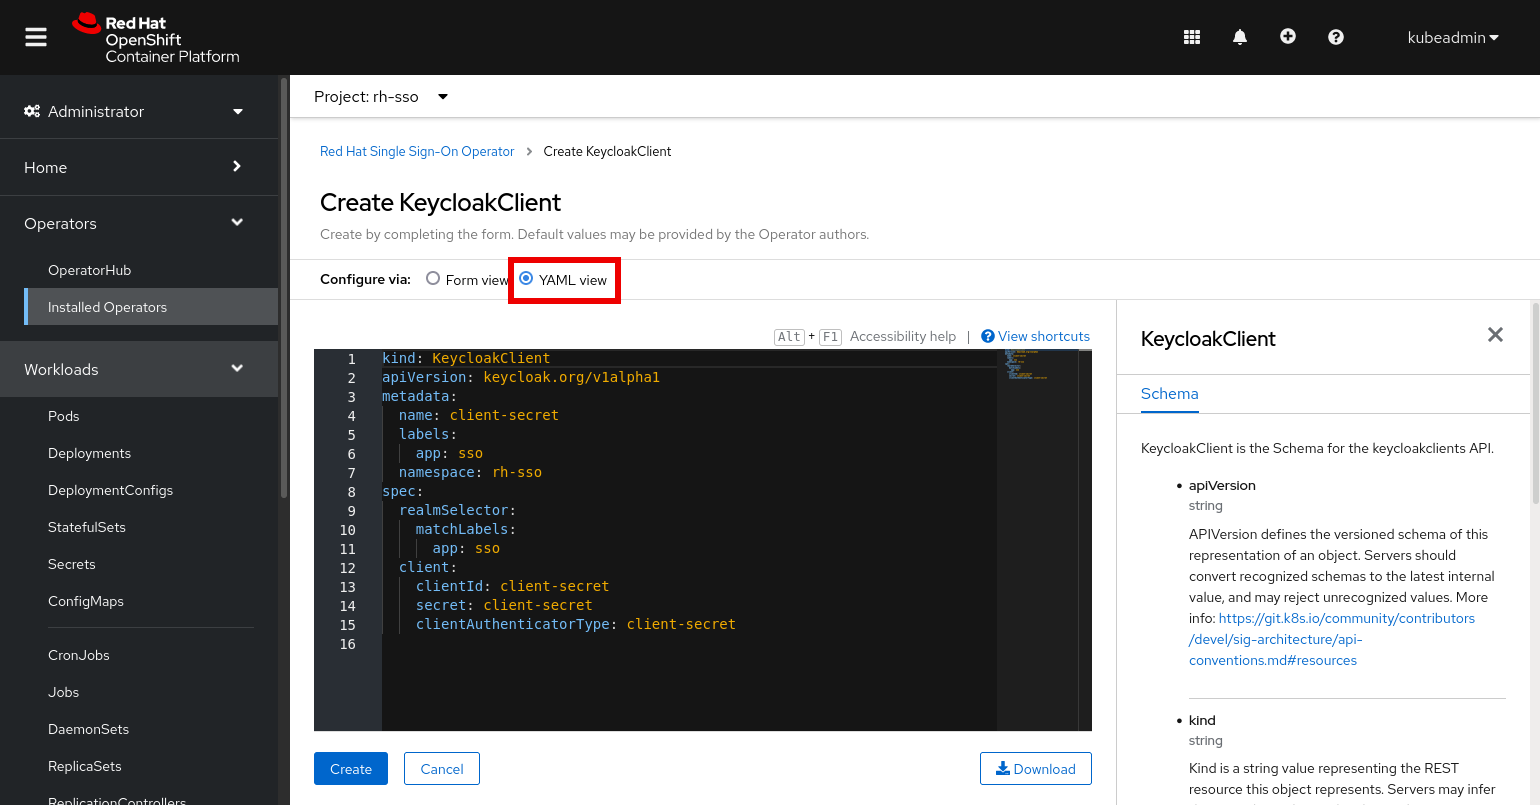 Red Hat
OpenShift
Container Platform
kubeadmin
Administrator
Home
Operators
OperatorHub
Installed Operators
Workloads
Pods
Deployments
DeploymentConfigs
StatefulSets
Secrets
ConfigMaps
CronJobs
Jobs
DaemonSets
ReplicaSets
ReplicationControllers
Project: rh-sso
Red Hat Single Sign-On Operator > Create KeycloakClient
Create KeycloakClient
Create by completing the form. Default values may be provided by the Operator authors.
Configure via: Form view YAML view
Alt + F1 Accessibility help | View shortcuts
1 kind: KeycloakClient
2 apiVersion: keycloak.org/v1alpha1
3 metadata:
4 name: client-secret
5 labels:
6 app: sso
7 namespace: rh-sso
8 spec:
9 realmSelector:
10 matchLabels:
11 app: sso
12 client:
13 clientId: client-secret
14 secret: client-secret
15 clientAuthenticatorType: client-secret
16
Create Cancel Download
KeycloakClient
Schema
KeycloakClient is the Schema for the keycloakclients API.
• apiVersion
string
APIVersion defines the versioned schema of this
representation of an object. Servers should
convert recognized schemas to the latest internal
value, and may reject unrecognized values. More
info: https://git.k8s.io/community/contributors
/devel/sig-architecture/api-
conventions.md#resources
• kind
string
Kind is a string value representing the REST
resource this object represents. Servers may infer